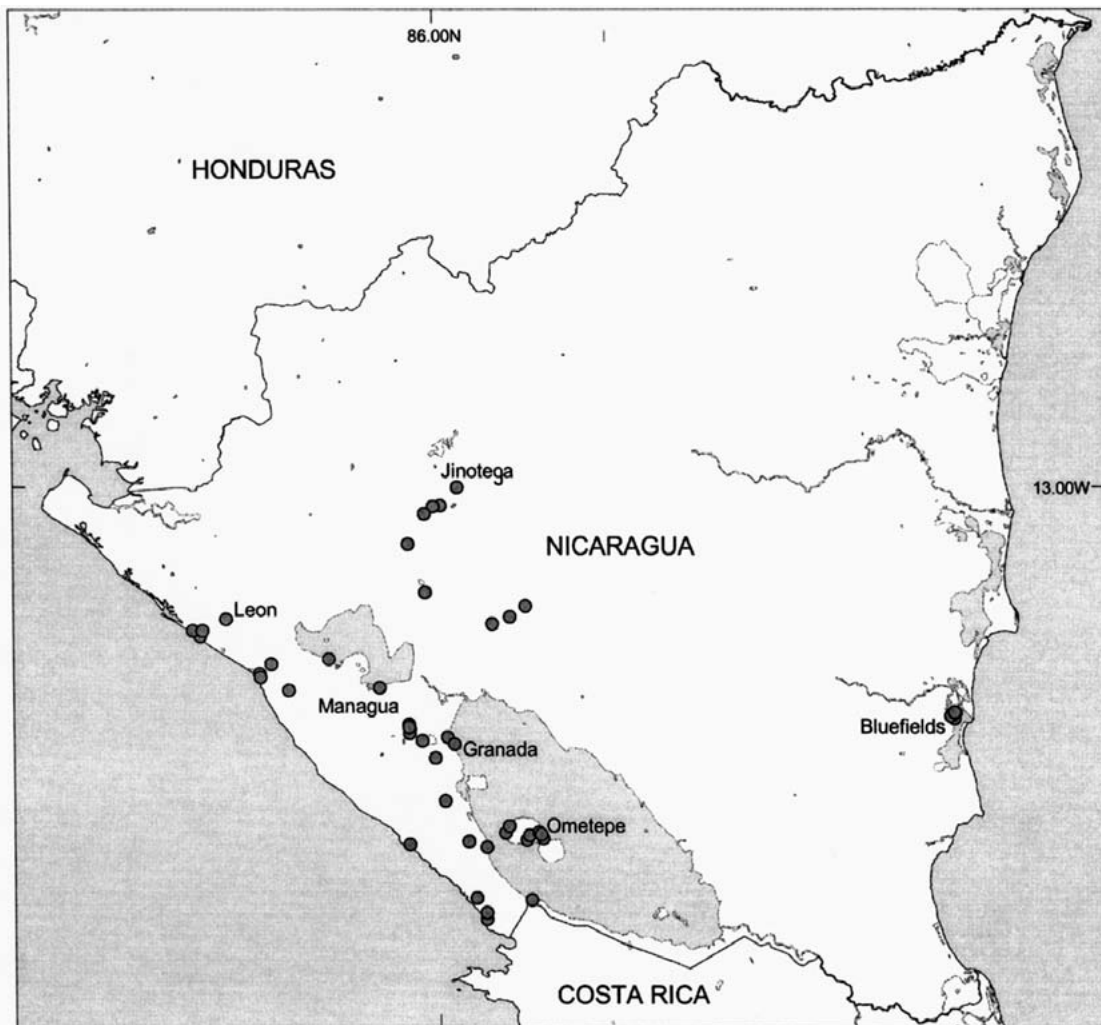 86.00N
HONDURAS
Jinotega
13.00W
NICARAGUA
Leon
Managua
Bluefields
Granada
Ometepe
COSTA RICA